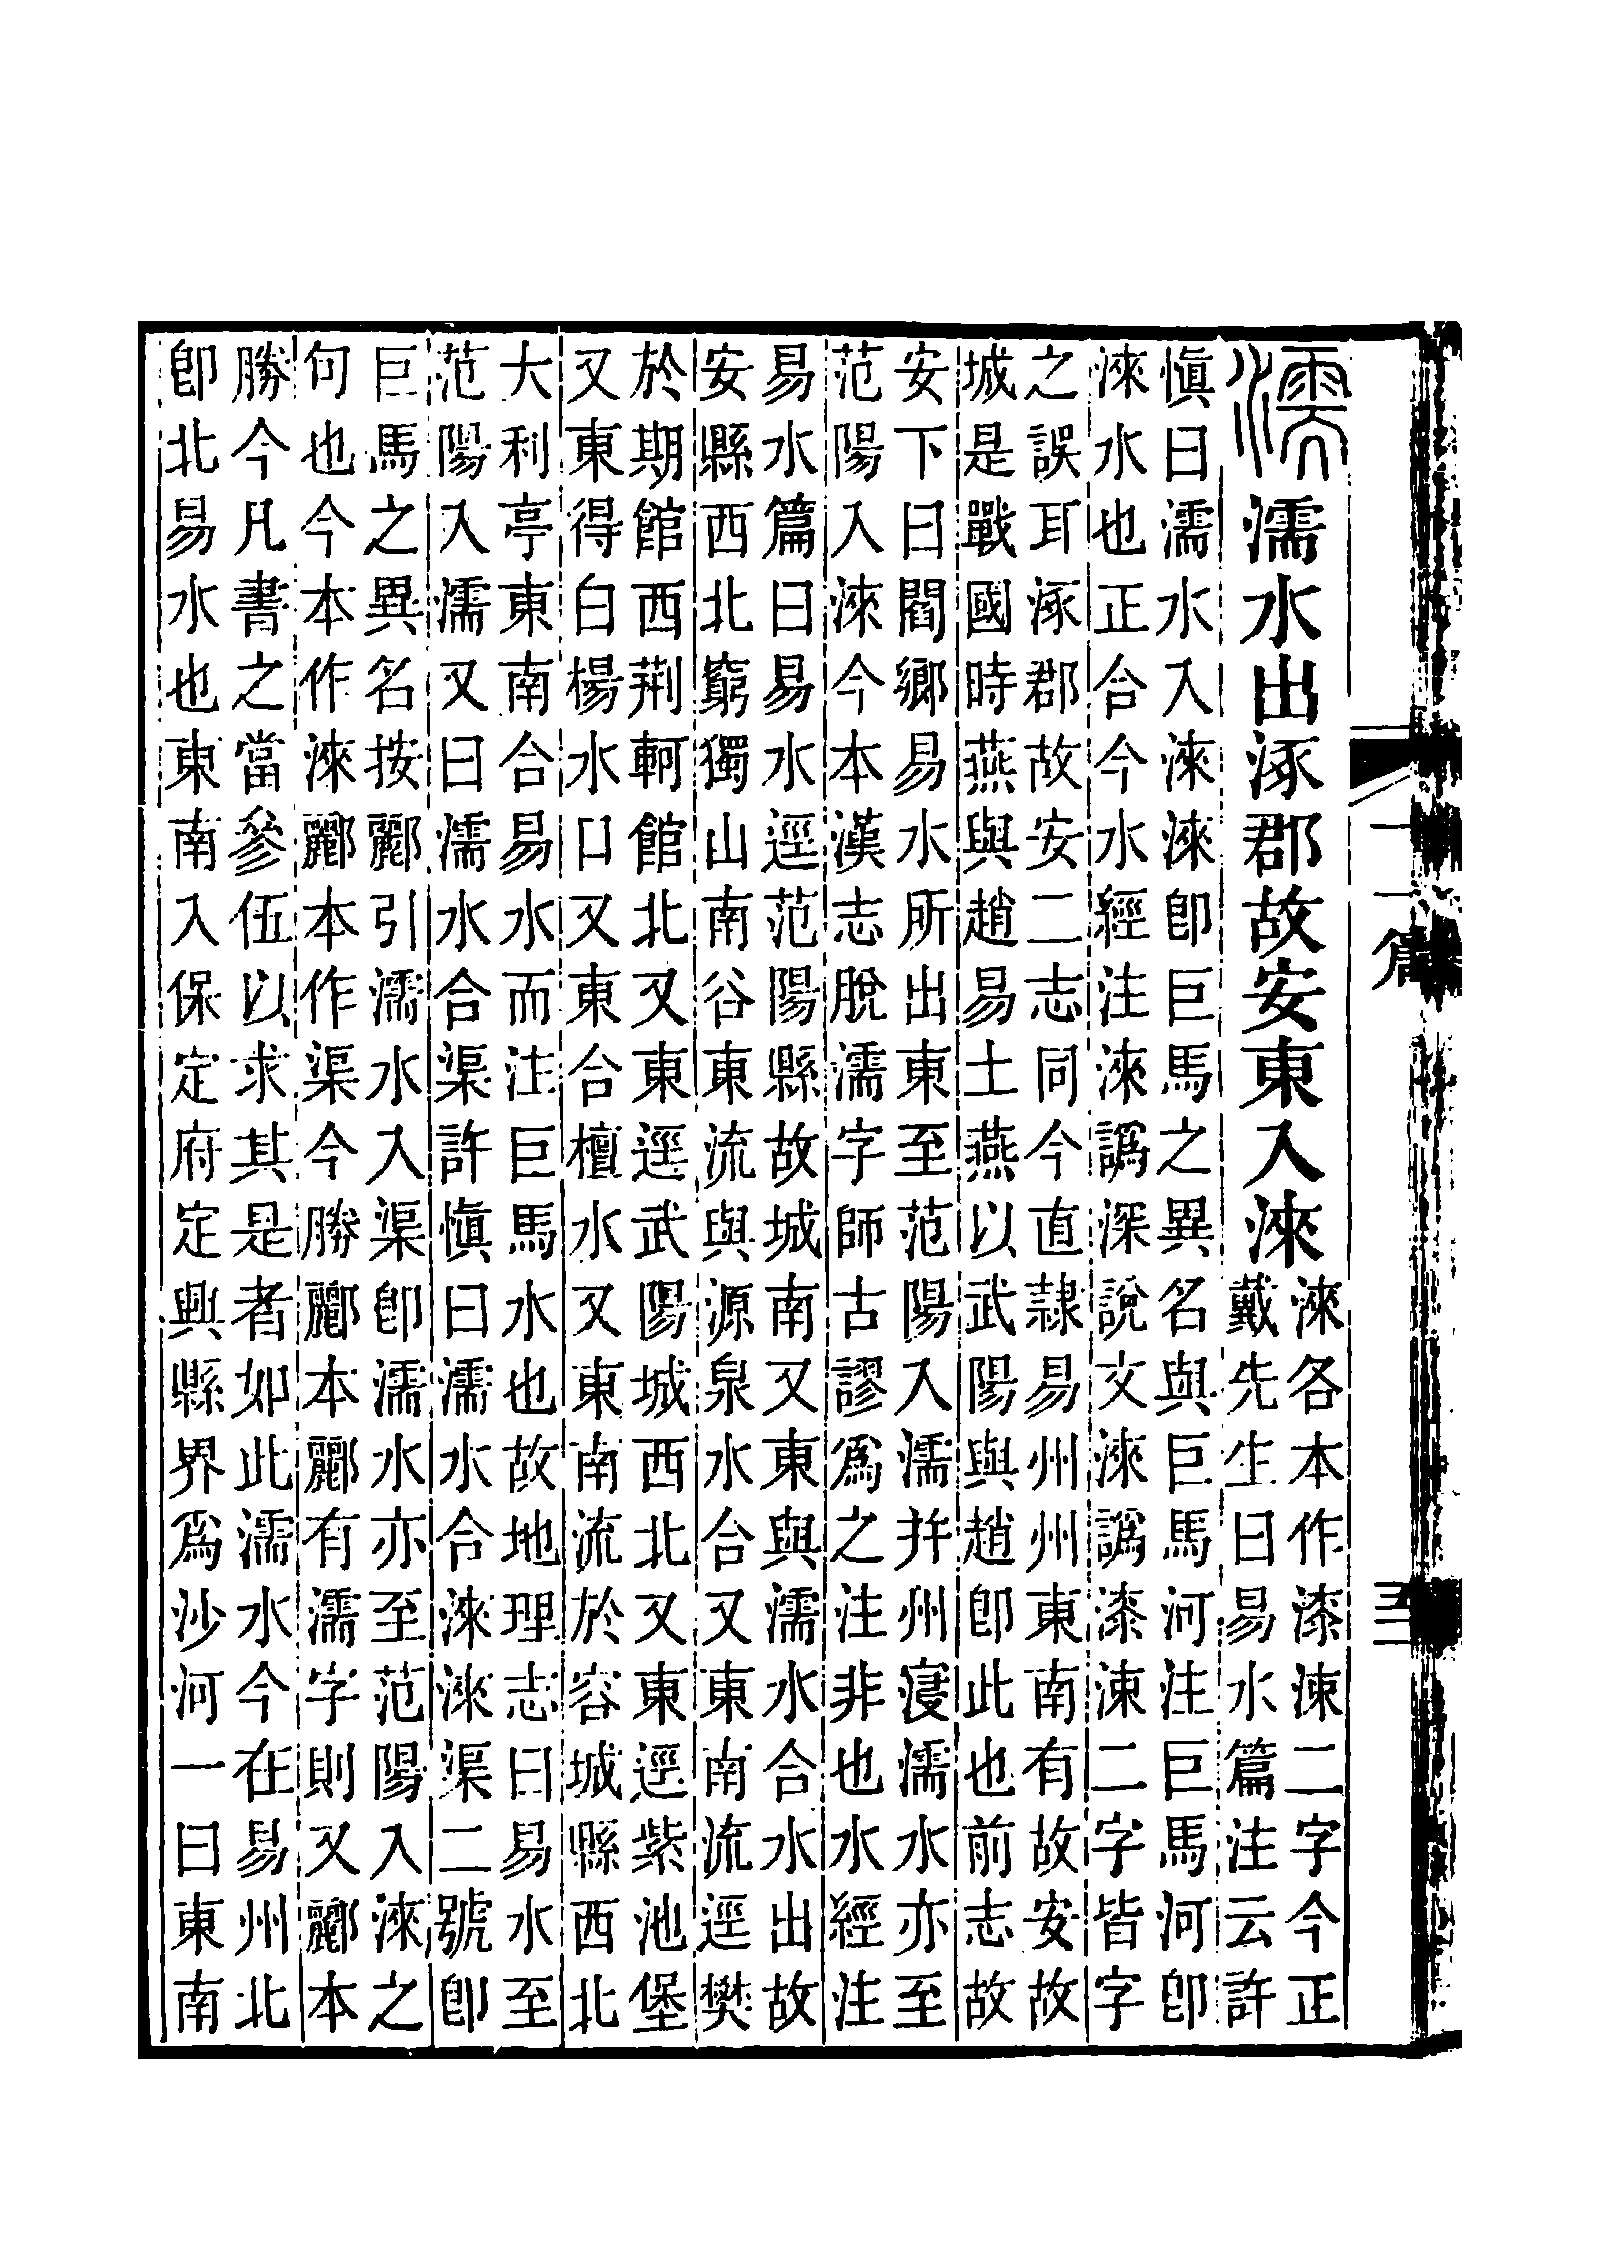 濡 濡水出涿郡故安東入淶
淶各本作漆涑二字今正
戴先生曰易水篇注云許
愼曰濡水入淶淶卽巨馬之異名與巨馬河注巨馬河卽
淶水也正合今水經注淶譌深說文淶譌漆涑二字皆字
之誤耳涿郡故安二志同今直隷易州州東南有故安故
城是戰國時燕與趙易土燕以武陽與趙卽此也前志故
安下曰閻鄉易水所出東至范陽入濡幷州寖濡水亦至
范陽入淶今本漢志脫濡字師古謬爲之注非也水經注
易水篇曰易水逕范陽縣故城南又東與濡水合水出故
安縣西北窮獨山南谷東流與源泉水合又東南流逕樊
於期館西荆軻館北又東逕武陽城西北又東逕紫池堡
又東得白楊水口又東合檀水又東南流於容城縣西北
大利亭東南合易水而注巨馬水也故地理志曰易水至
范陽入濡又曰濡水合渠許愼曰濡水合淶淶渠二號卽
巨馬之異名按酈引濡水入渠卽濡水亦至范陽入淶之
句也今本作淶酈本作渠今勝酈本酈有濡字則又酈本
勝今凡書之當參伍以求其是者如此濡水今在易州北
卽北易水也東南入保定府定興縣界爲沙河一曰東南